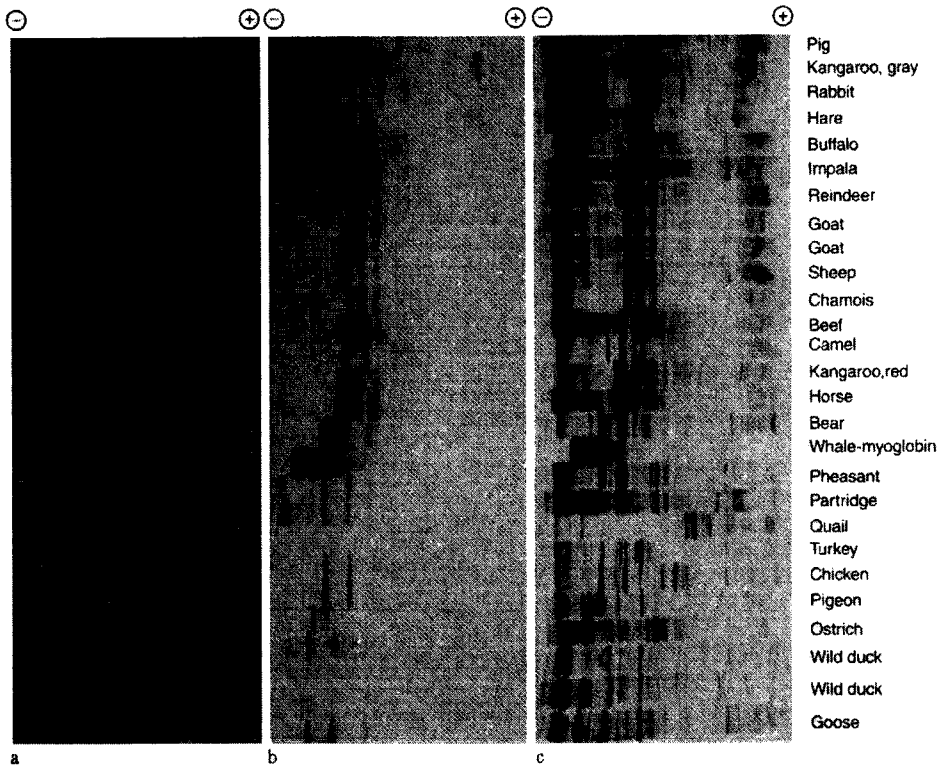 ⊖ ⊕ ⊖ ⊕ ⊖ ⊕
Pig
Kangaroo, gray
Rabbit
Hare
Buffalo
Impala
Reindeer
Goat
Goat
Sheep
Chamois
Beef
Camel
Kangaroo,red
Horse
Bear
Whale-myoglobin
Pheasant
Partridge
Quail
Turkey
Chicken
Pigeon
Ostrich
Wild duck
Wild duck
Goose
a b c